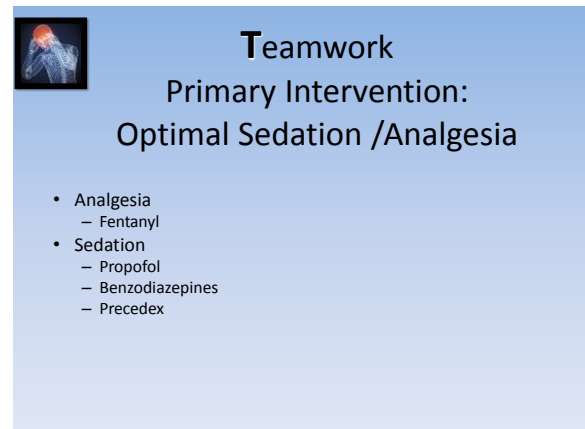 Teamwork
Primary Intervention:
Optimal Sedation /Analgesia
• Analgesia
– Fentanyl
• Sedation
– Propofol
– Benzodiazepines
– Precedex